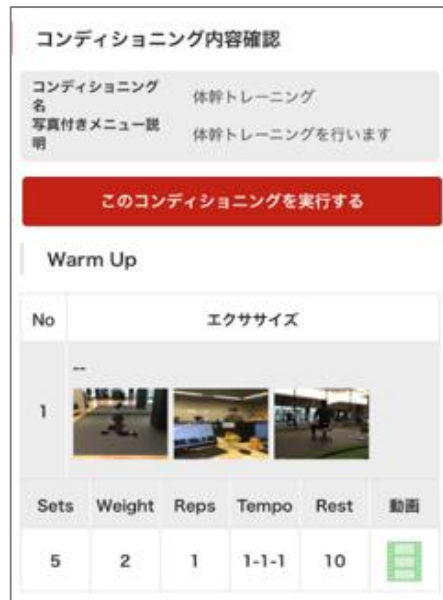 コンディショニング内容確認
コンディショニング
名
体幹トレーニング
写真付きメニュー説
明
体幹トレーニングを行います
このコンディショニングを実行する
Warm Up
No エクササイズ
--
1
Sets Weight Reps Tempo Rest 動画
5 2 1 1-1-1 10